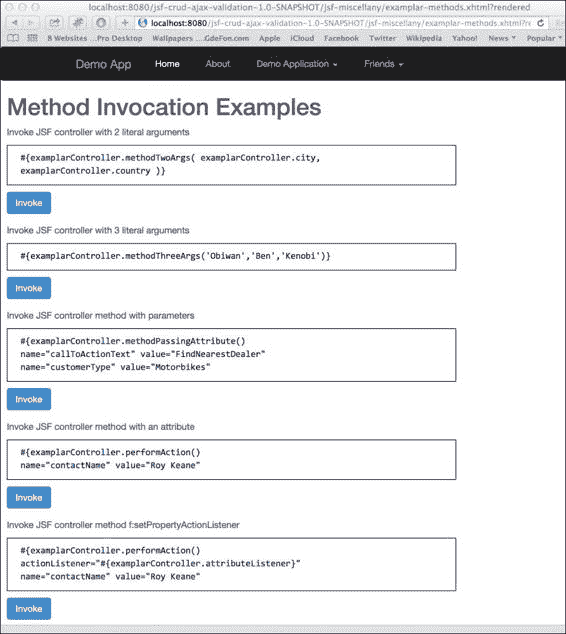 localhost:8080/jsf-crud-ajax-validation-1.0-SNAPSHOT/jsf-miscellany/examplar-methods.xhtml?rendered
localhost:8080/jsf-crud-ajax-validation-1.0-SNAPSHOT/jsf-miscellany/examplar-methods.xhtml?re
8 Websites ...Pro Desktop Wallpapers ...GdeFon.com Apple iCloud Facebook Twitter Wikipedia Yahoo! News Popular
Demo App Home About Demo Application Friends
Method Invocation Examples
Invoke JSF controller with 2 literal arguments
#{examplarController.methodTwoArgs( examplarController.city,
examplarController.country )}
Invoke
Invoke JSF controller with 3 literal arguments
#{examplarController.methodThreeArgs('Obiwan','Ben','Kenobi')}
Invoke
Invoke JSF controller method with parameters
#{examplarController.methodPassingAttribute()
name="callToActionText" value="FindNearestDealer"
name="customerType" value="Motorbikes"
Invoke
Invoke JSF controller method with an attribute
#{examplarController.performAction()
name="contactName" value="Roy Keane"
Invoke
Invoke JSF controller method f:setPropertyActionListener
#{examplarController.performAction()
actionListener="#{examplarController.attributeListener}"
name="contactName" value="Roy Keane"
Invoke